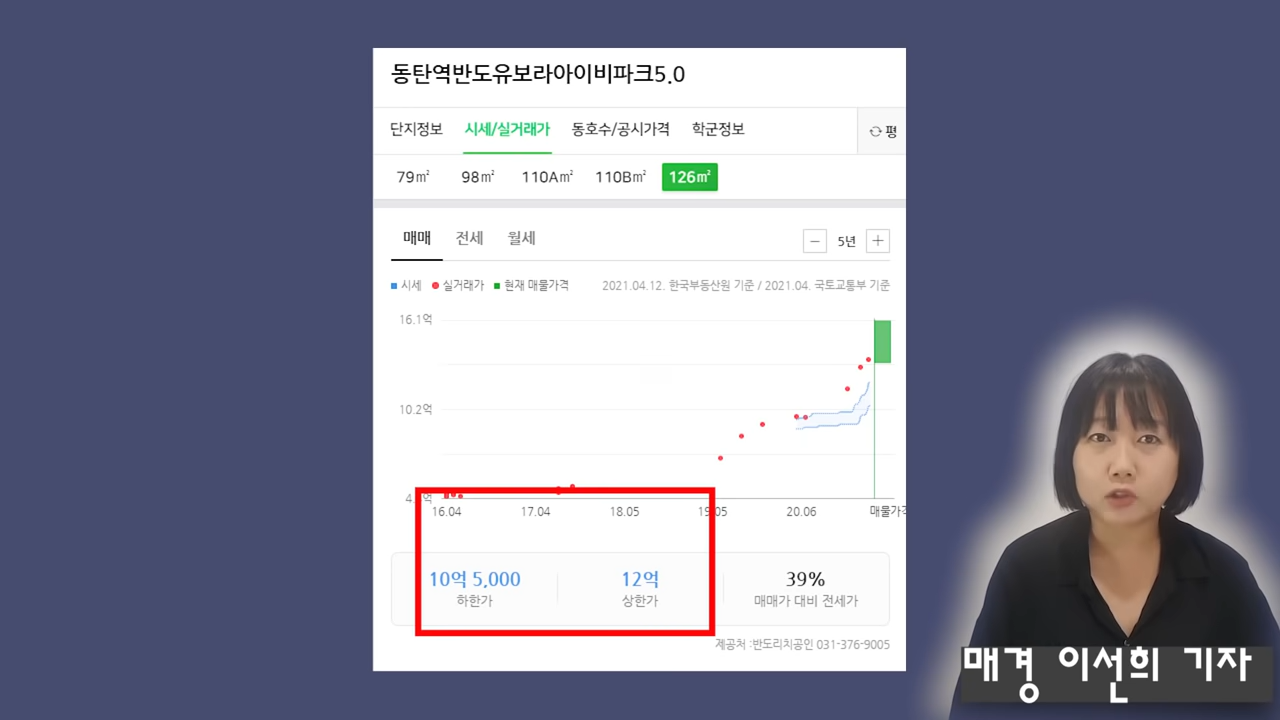 동탄역반도유보라아이비파크5.0
단지정보 시세/실거래가 동호수/공시가격 학군정보 평
79㎡ 98㎡ 110A㎡ 110B㎡ 126㎡
매매 전세 월세 5년
시세 실거래가 현재 매물가격 2021.04.12. 한국부동산원 기준 / 2021.04. 국토교통부 기준
16.1억
10.2억
16.04 17.04 18.05 19.05 20.06 매물가격
10억 5,000 12억 39%
하한가 상한가 매매가 대비 전세가
제공처 :반도리치공인 031-376-9005
매경 이선희 기자